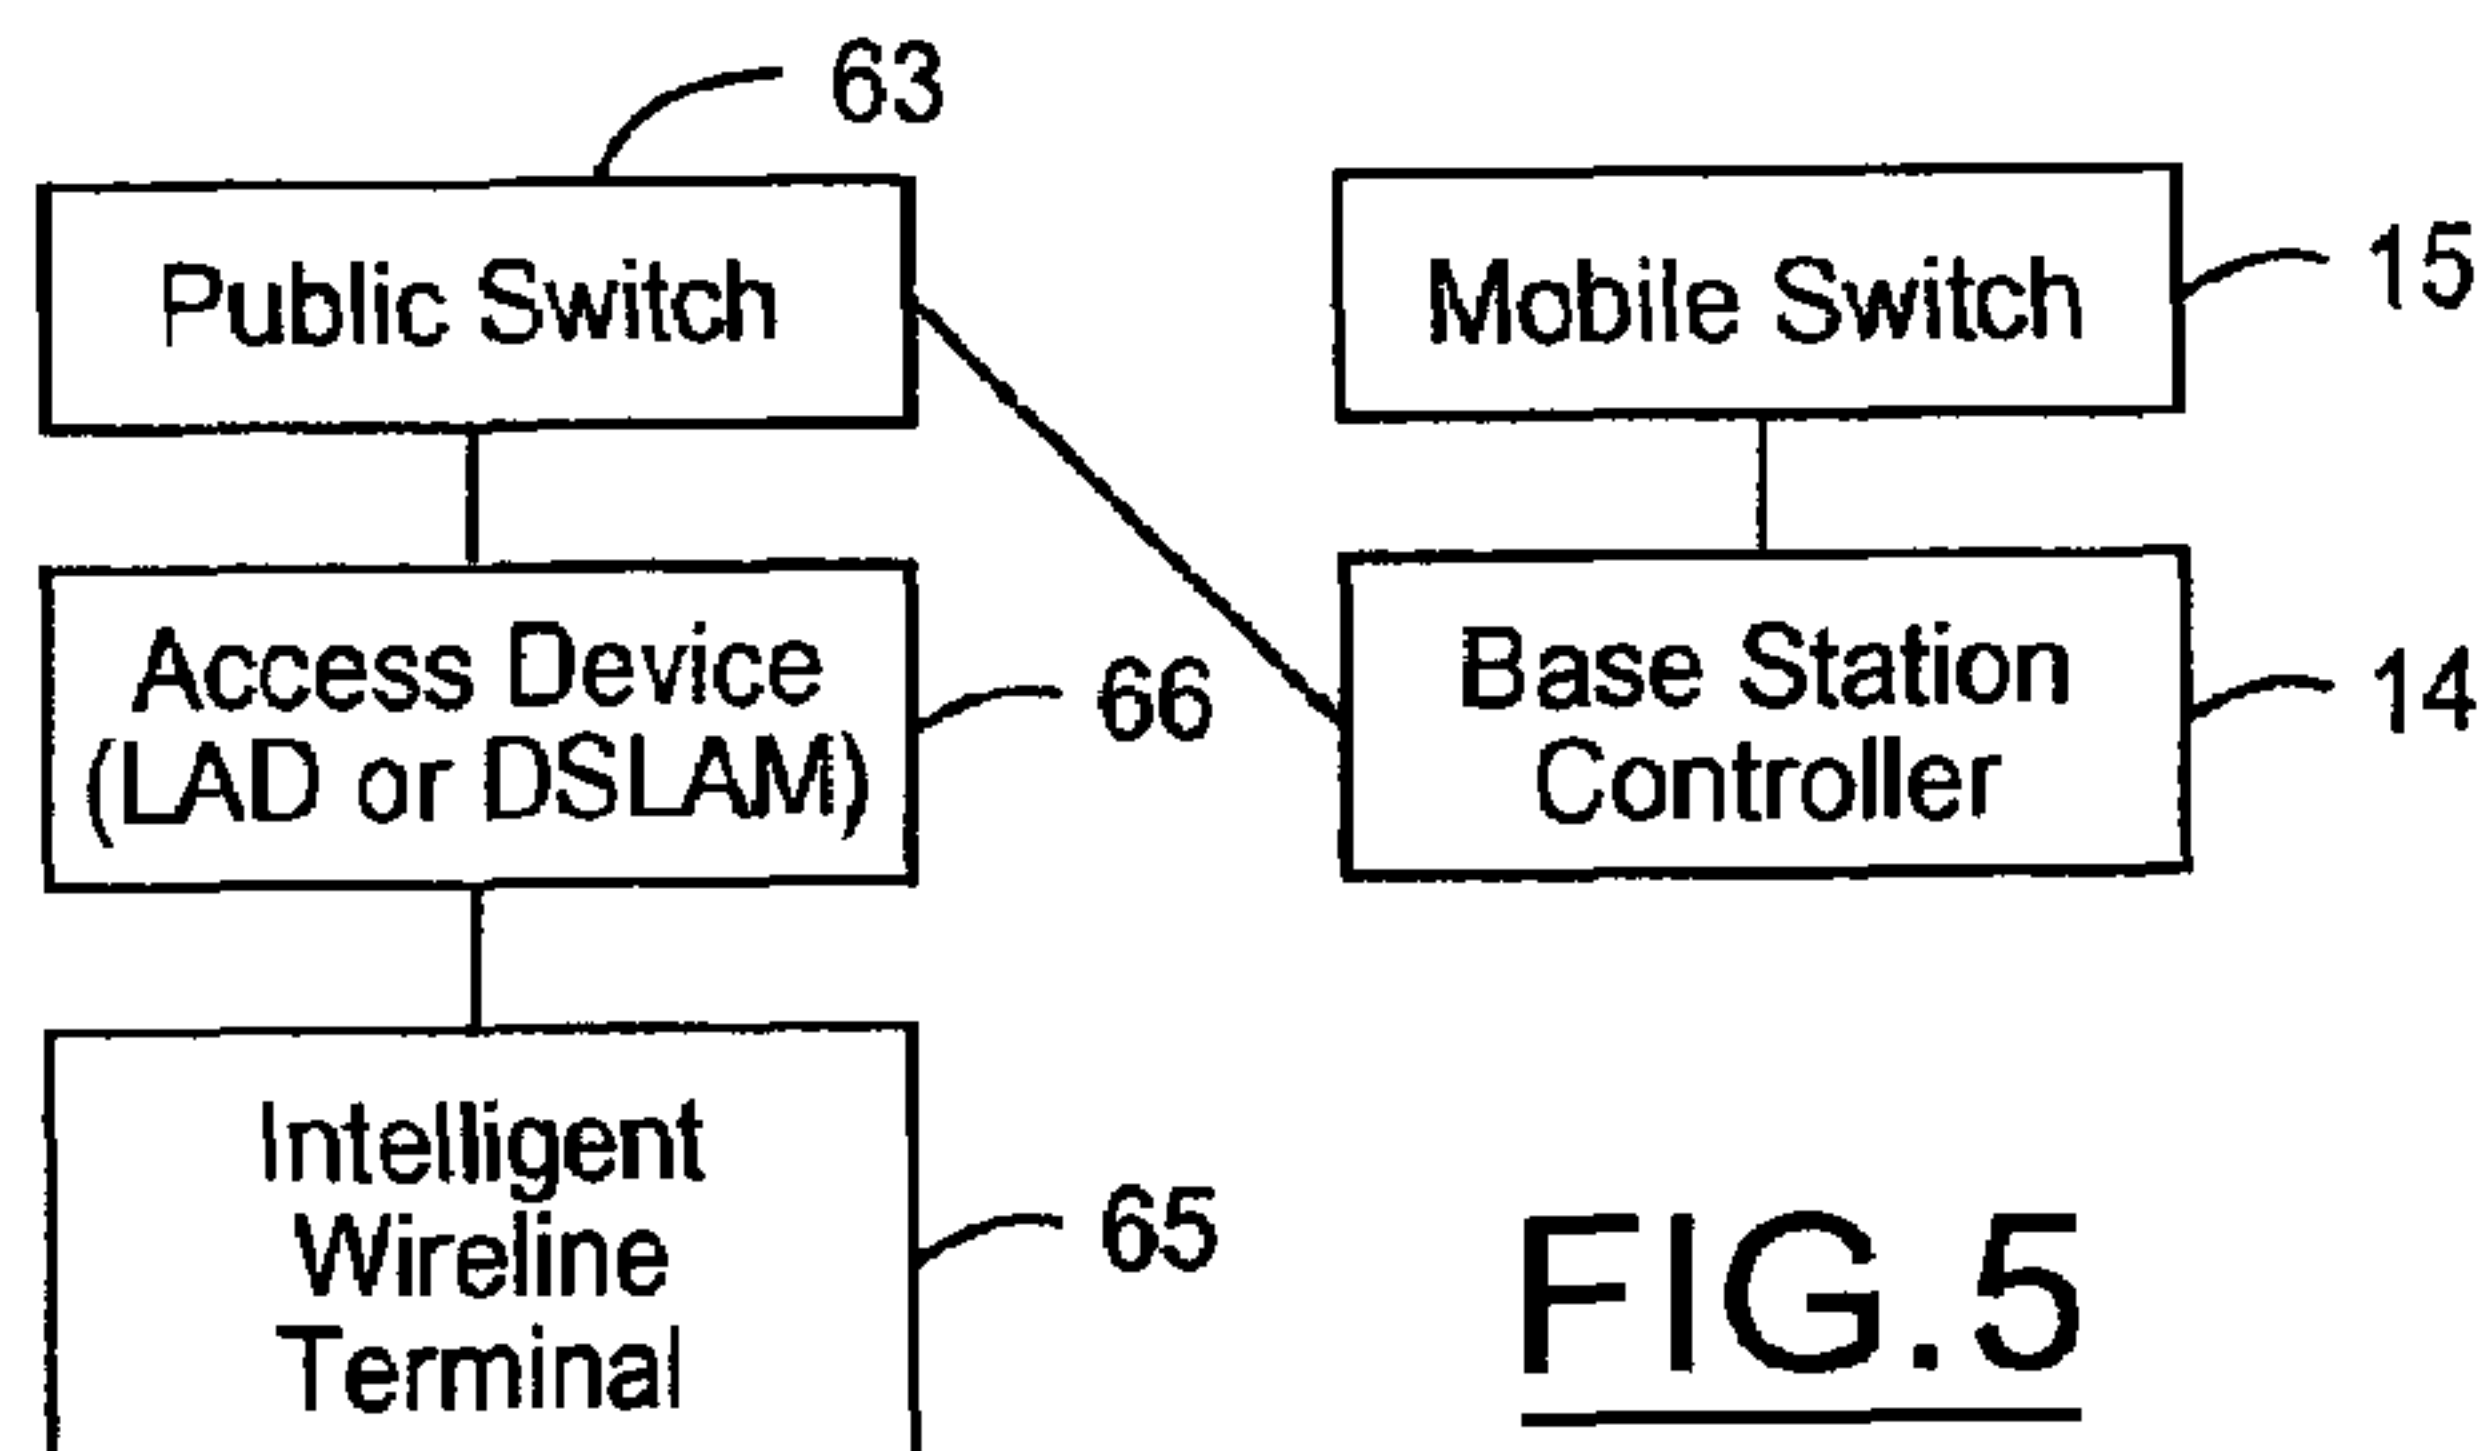 63
Public Switch
Mobile Switch
15
Access Device
(LAD or DSLAM)
66
Base Station
Controller
14
Intelligent
Wireline
Terminal
65
FIG.5